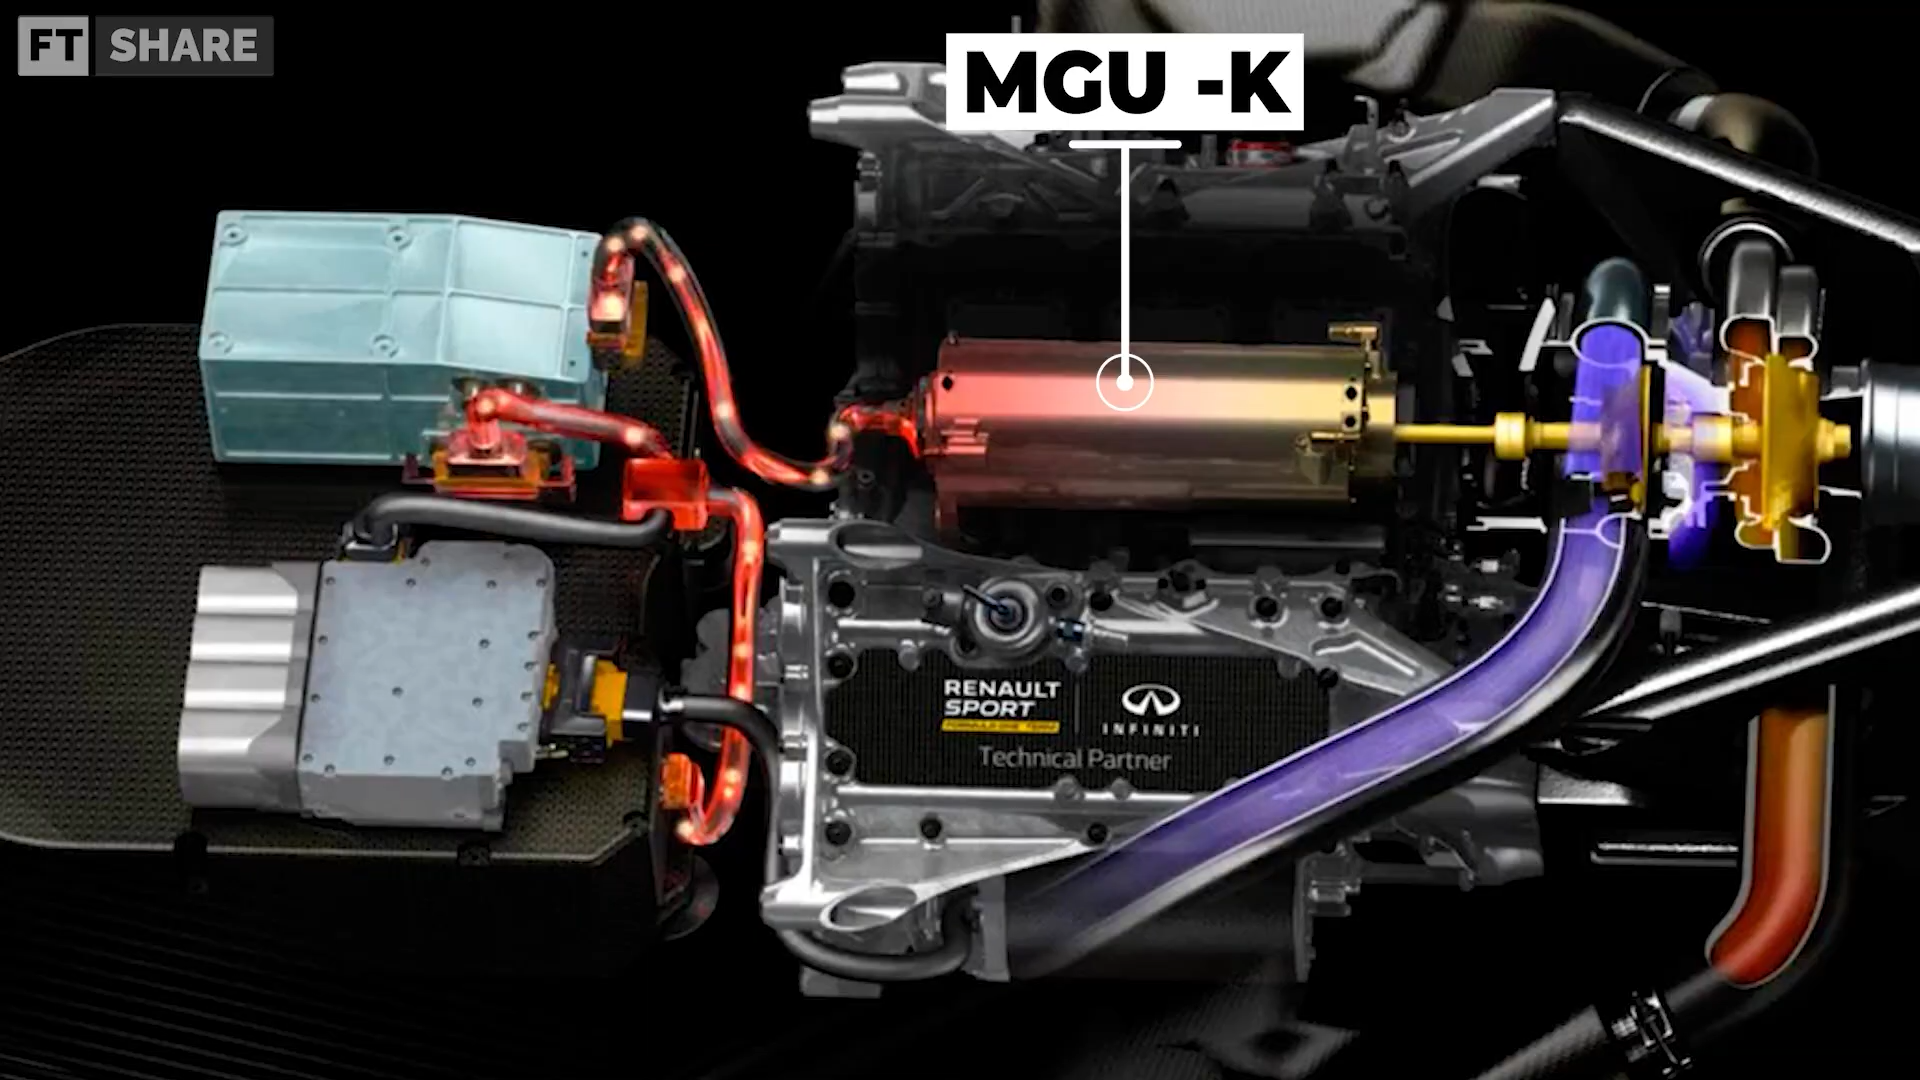 FT SHARE
MGU -K
RENAULT
SPORT
FORMULA ONE TEAM
INFINITI
Technical Partner